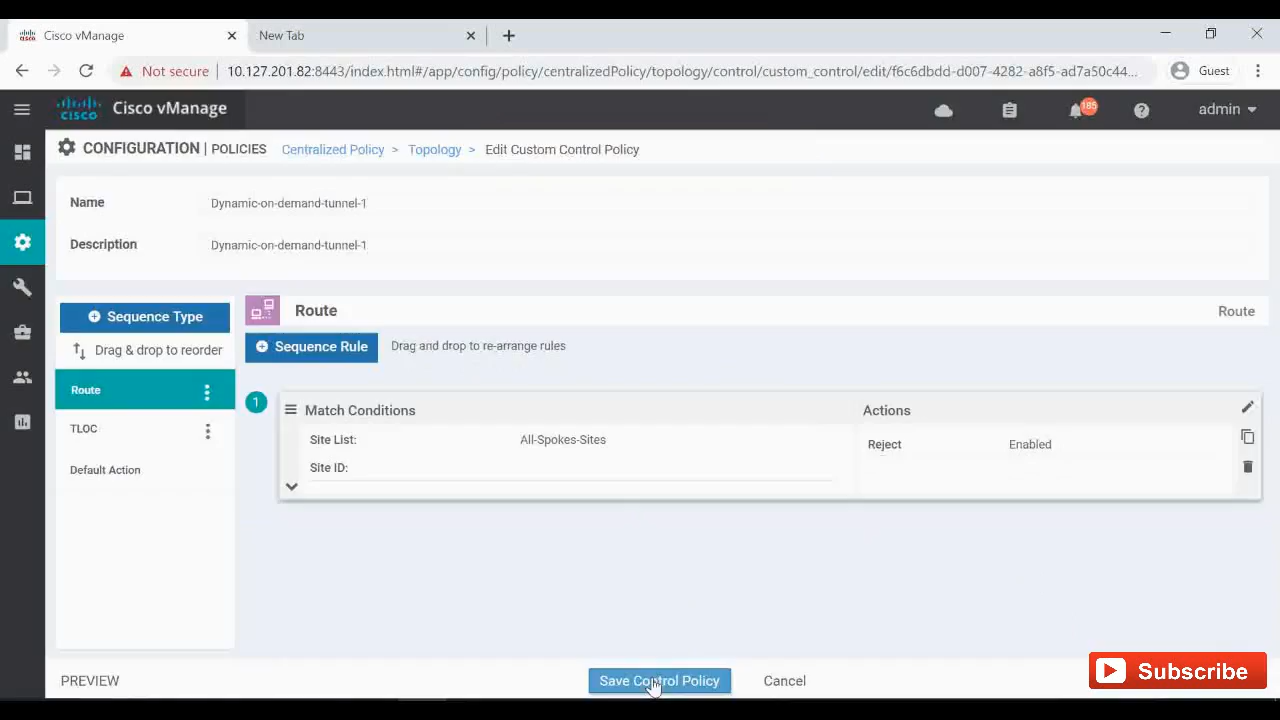 Cisco vManage
New Tab
Not secure
10.127.201.82:8443/index.html#/app/config/policy/centralizedPolicy/topology/control/custom_control/edit/f6c6dbdd-d007-4282-a8f5-ad7a50c44...
Guest
cisco
Cisco vManage
185
admin
CONFIGURATION | POLICIES
Centralized Policy > Topology > Edit Custom Control Policy
Name
Dynamic-on-demand-tunnel-1
Description
Dynamic-on-demand-tunnel-1
Sequence Type
Drag & drop to reorder
Route
TLOC
Default Action
Route
Route
Sequence Rule
Drag and drop to re-arrange rules
1
Match Conditions
Actions
Site List:
All-Spokes-Sites
Reject
Enabled
Site ID:
PREVIEW
Save Control Policy
Cancel
Subscribe